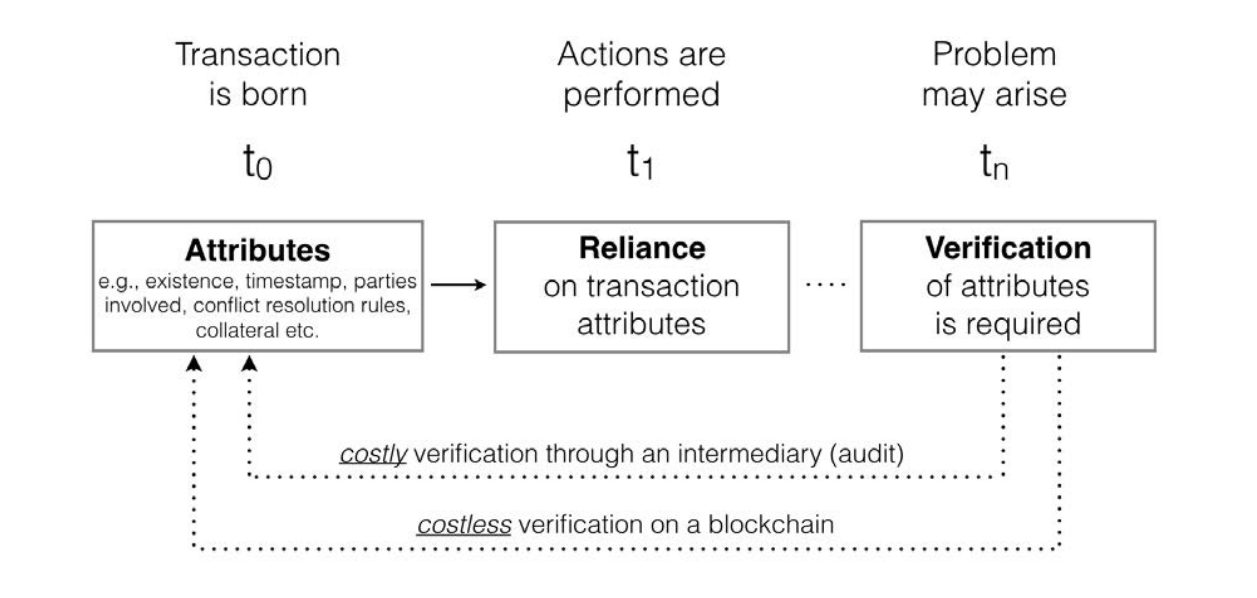 Transaction
is born
Actions are
performed
Problem
may arise
t0
t1
tn
Attributes
e.g., existence, timestamp, parties
involved, conflict resolution rules,
collateral etc.
Reliance
on transaction
attributes
Verification
of attributes
is required
costly verification through an intermediary (audit)
costless verification on a blockchain